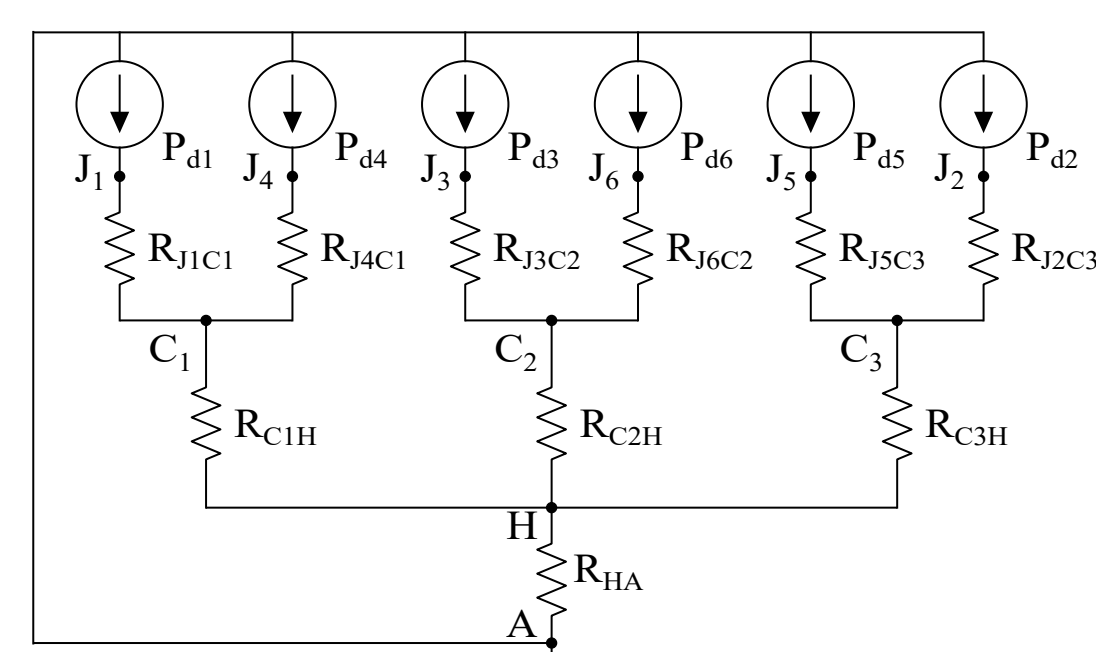 P_d1 P_d4 P_d3 P_d6 P_d5 P_d2
J_1 J_4 J_3 J_6 J_5 J_2
R_J1C1 R_J4C1 R_J3C2 R_J6C2 R_J5C3 R_J2C3
C_1 C_2 C_3
R_C1H R_C2H R_C3H
H
R_HA
A